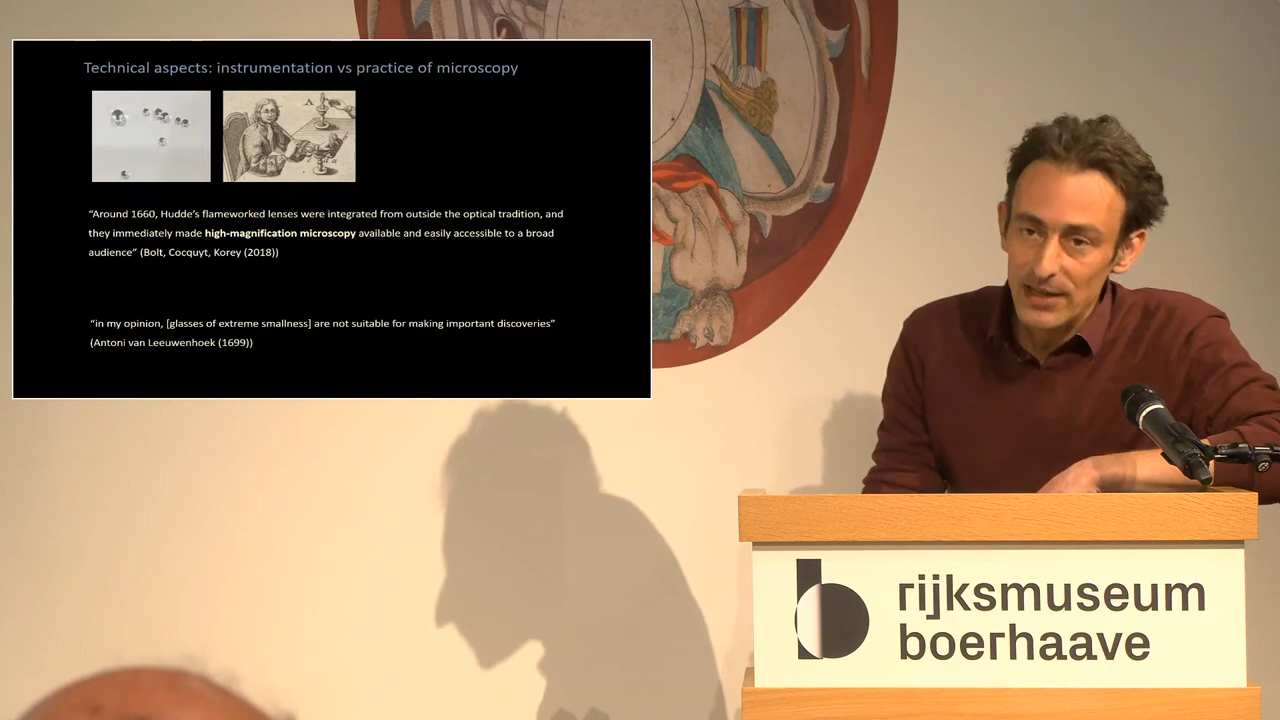 Technical aspects: instrumentation vs practice of microscopy
A
“Around 1660, Hudde’s flameworked lenses were integrated from outside the optical tradition, and
they immediately made high-magnification microscopy available and easily accessible to a broad
audience” (Bolt, Cocquyt, Korey (2018))
“in my opinion, [glasses of extreme smallness] are not suitable for making important discoveries”
(Antoni van Leeuwenhoek (1699))
b rijksmuseum
boerhaave